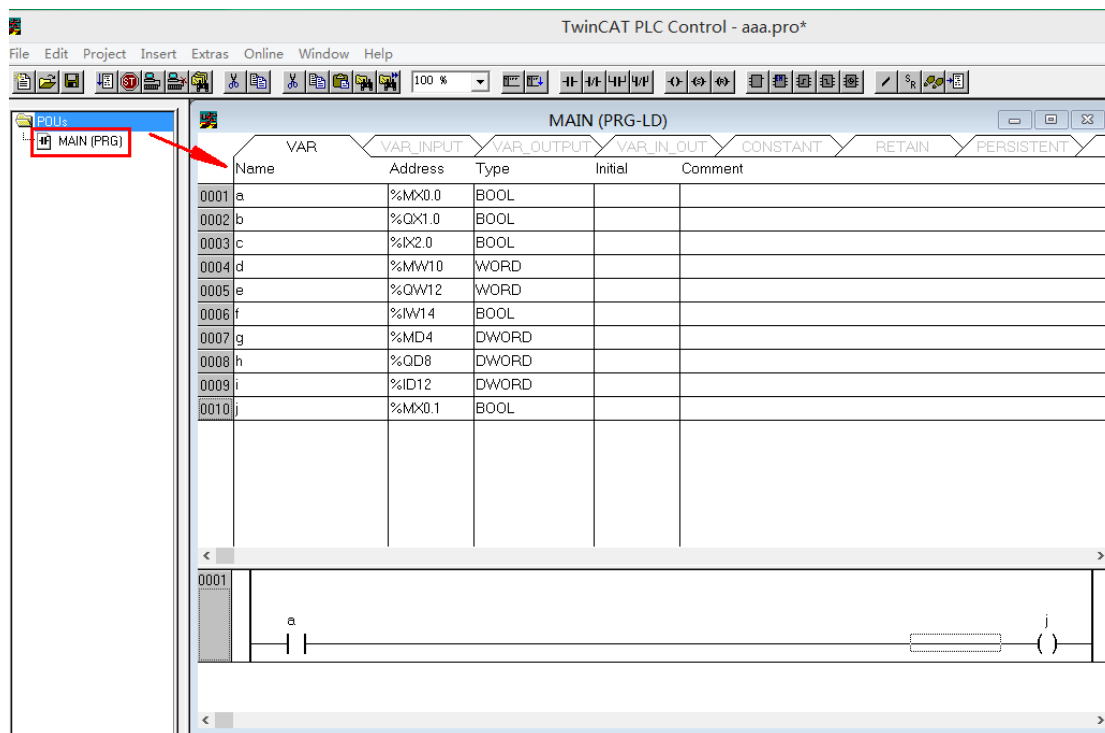 TwinCAT PLC Control - aaa.pro*
File Edit Project Insert Extras Online Window Help
100 %
POUs
MAIN (PRG)
MAIN (PRG-LD)
VAR VAR_INPUT VAR_OUTPUT VAR_IN_OUT CONSTANT RETAIN PERSISTENT
Name Address Type Initial Comment
0001 a %MX0.0 BOOL
0002 b %QX1.0 BOOL
0003 c %IX2.0 BOOL
0004 d %MW10 WORD
0005 e %QW12 WORD
0006 f %IW14 BOOL
0007 g %MD4 DWORD
0008 h %QD8 DWORD
0009 i %ID12 DWORD
0010 j %MX0.1 BOOL
0001
a j